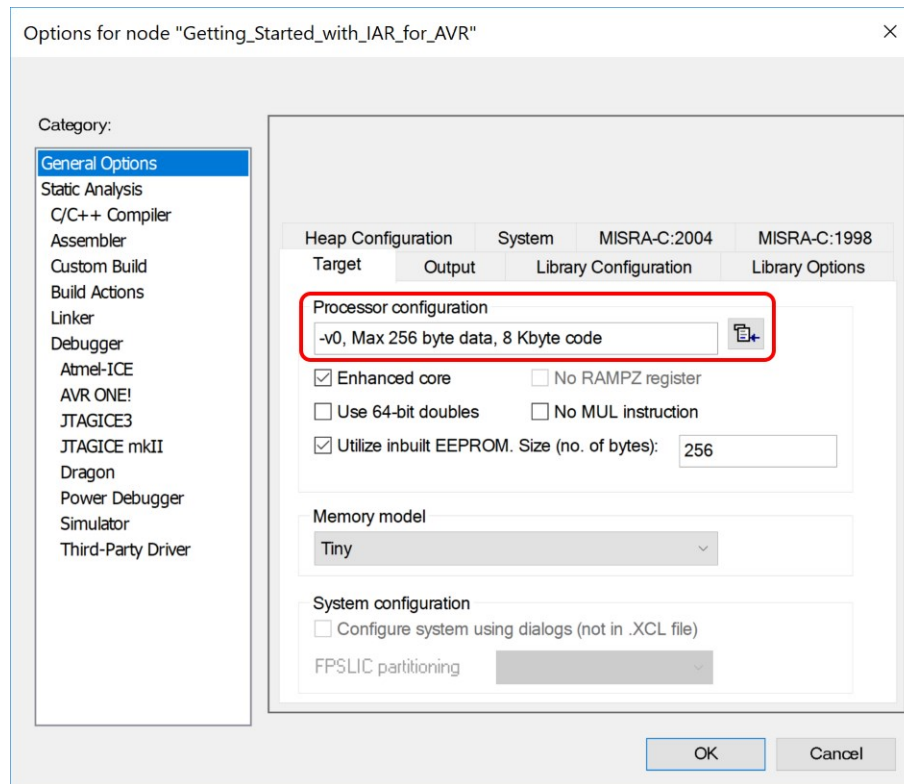 Options for node "Getting_Started_with_IAR_for_AVR"
Category:
General Options
Static Analysis
C/C++ Compiler
Assembler
Custom Build
Build Actions
Linker
Debugger
Atmel-ICE
AVR ONE!
JTAGICE3
JTAGICE mkII
Dragon
Power Debugger
Simulator
Third-Party Driver
Heap Configuration System MISRA-C:2004 MISRA-C:1998
Target Output Library Configuration Library Options
Processor configuration
-v0, Max 256 byte data, 8 Kbyte code
Enhanced core No RAMPZ register
Use 64-bit doubles No MUL instruction
Utilize inbuilt EEPROM. Size (no. of bytes): 256
Memory model
Tiny
System configuration
Configure system using dialogs (not in .XCL file)
FPSLIC partitioning
OK Cancel